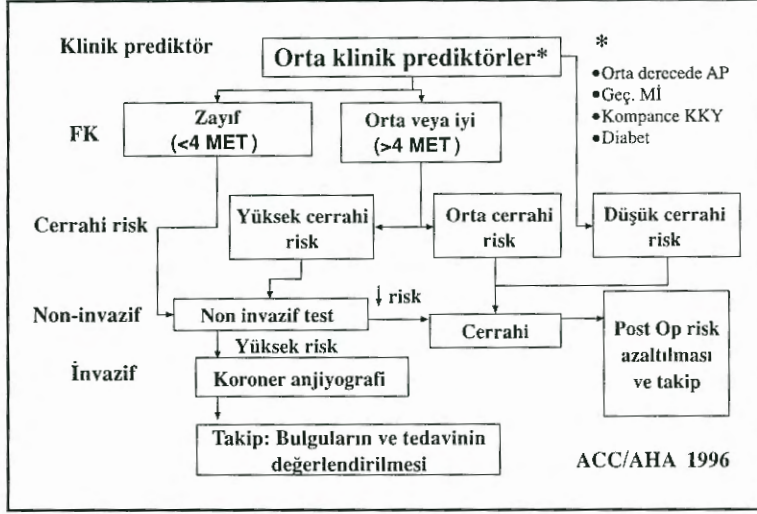 Klinik prediktör
Orta klinik prediktörler*
*
•Orta derecede AP
•Geç. Mİ
•Kompance KKY
•Diabet
FK
Zayıf
(<4 MET)
Orta veya iyi
(>4 MET)
Cerrahi risk
Yüksek cerrahi
risk
Orta cerrahi
risk
Düşük cerrahi
risk
Non-invazif
Non invazif test
↓ risk
Cerrahi
Post Op risk
azaltılması
ve takip
Yüksek risk
İnvazif
Koroner anjiyografi
Takip: Bulguların ve tedavinin
değerlendirilmesi
ACC/AHA 1996